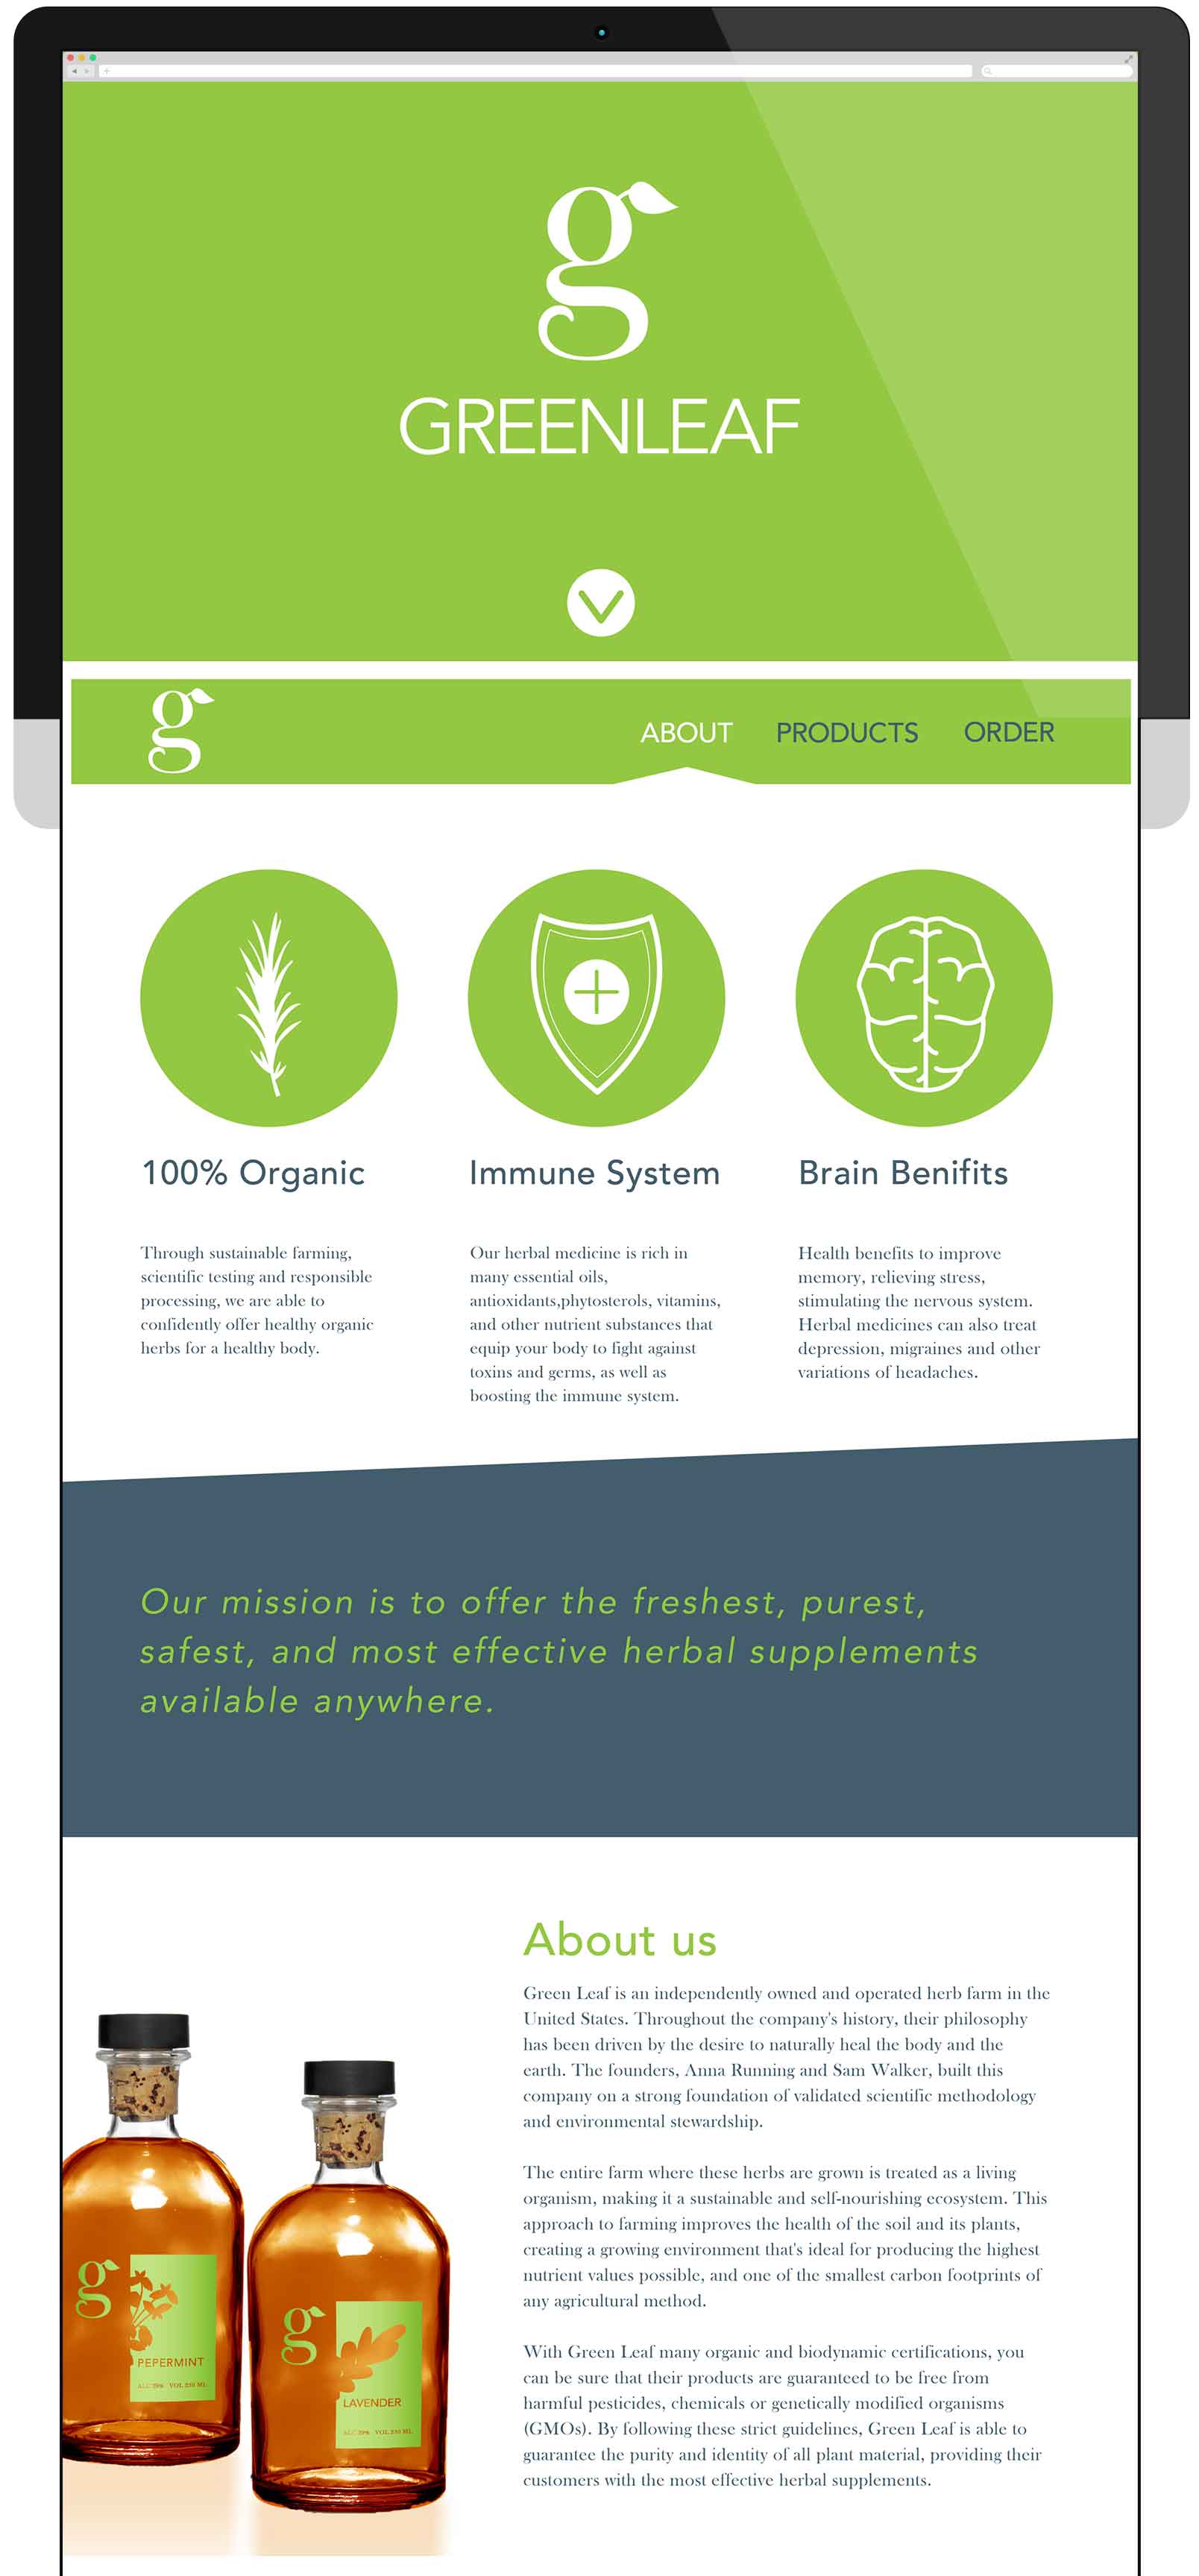 g
GREENLEAF
g
ABOUT PRODUCTS ORDER
100% Organic
Through sustainable farming,
scientific testing and responsible
processing, we are able to
confidently offer healthy organic
herbs for a healthy body.
Immune System
Our herbal medicine is rich in
many essential oils,
antioxidants,phytosterols, vitamins,
and other nutrient substances that
equip your body to fight against
toxins and germs, as well as
boosting the immune system.
Brain Benifits
Health benefits to improve
memory, relieving stress,
stimulating the nervous system.
Herbal medicines can also treat
depression, migraines and other
variations of headaches.
Our mission is to offer the freshest, purest,
safest, and most effective herbal supplements
available anywhere.
g
PEPERMINT
g
LAVENDER
About us
Green Leaf is an independently owned and operated herb farm in the
United States. Throughout the company's history, their philosophy
has been driven by the desire to naturally heal the body and the
earth. The founders, Anna Running and Sam Walker, built this
company on a strong foundation of validated scientific methodology
and environmental stewardship.
The entire farm where these herbs are grown is treated as a living
organism, making it a sustainable and self-nourishing ecosystem. This
approach to farming improves the health of the soil and its plants,
creating a growing environment that's ideal for producing the highest
nutrient values possible, and one of the smallest carbon footprints of
any agricultural method.
With Green Leaf many organic and biodynamic certifications, you
can be sure that their products are guaranteed to be free from
harmful pesticides, chemicals or genetically modified organisms
(GMOs). By following these strict guidelines, Green Leaf is able to
guarantee the purity and identity of all plant material, providing their
customers with the most effective herbal supplements.